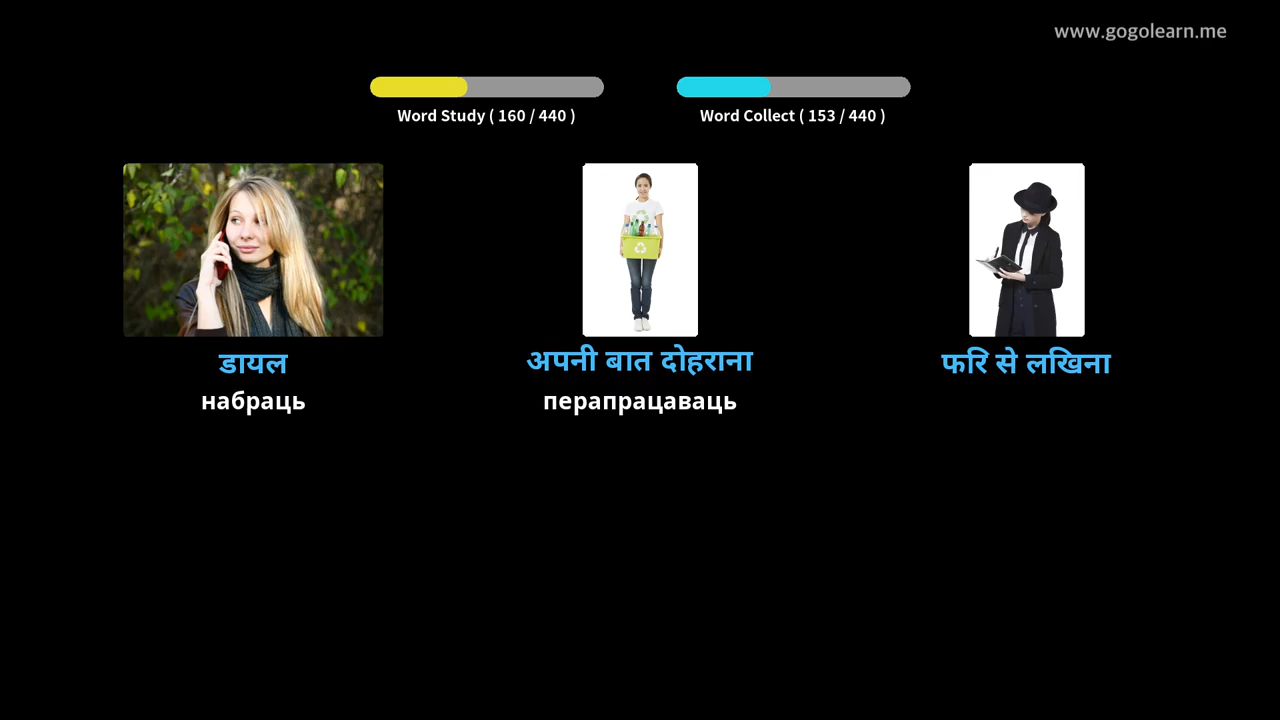 www.gogolearn.me
Word Study ( 160 / 440 )
Word Collect ( 153 / 440 )
डायल
набраць
अपनी बात दोहराना
перапрацаваць
फरि से लखिना